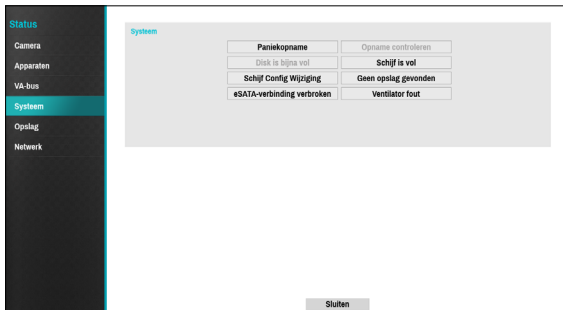 Status
Camera
Apparaten
VA-bus
Systeem
Opslag
Netwerk
Systeem
Paniekopname Opname controleren
Disk is bijna vol Schijf is vol
Schijf Config Wijziging Geen opslag gevonden
eSATA-verbinding verbroken Ventilator fout
Sluiten